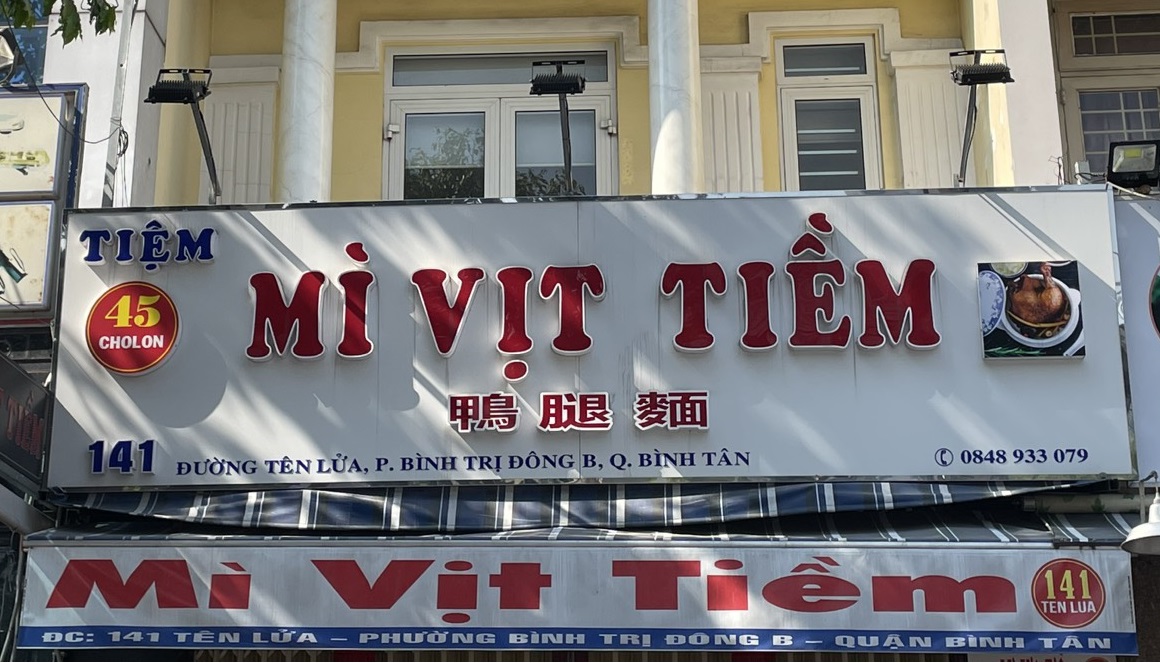 TIỆM
45
CHOLON
MÌ VỊT TIỀM
鴨 腿 麵
141 ĐƯỜNG TÊN LỬA, P. BÌNH TRỊ ĐÔNG B, Q. BÌNH TÂN
0848 933 079
Mì Vịt Tiềm
141
TEN LUA
ĐC: 141 TÊN LỬA – PHƯỜNG BÌNH TRỊ ĐÔNG B – QUẬN BÌNH TÂN